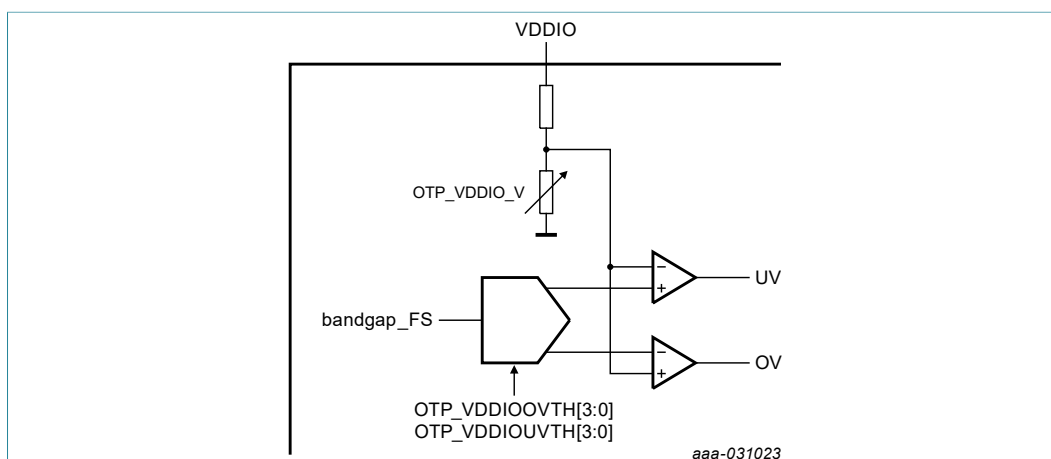 VDDIO
OTP_VDDIO_V
−
+
UV
bandgap_FS
−
+
OV
OTP_VDDIOOVTH[3:0]
OTP_VDDIOUVTH[3:0]
aaa-031023